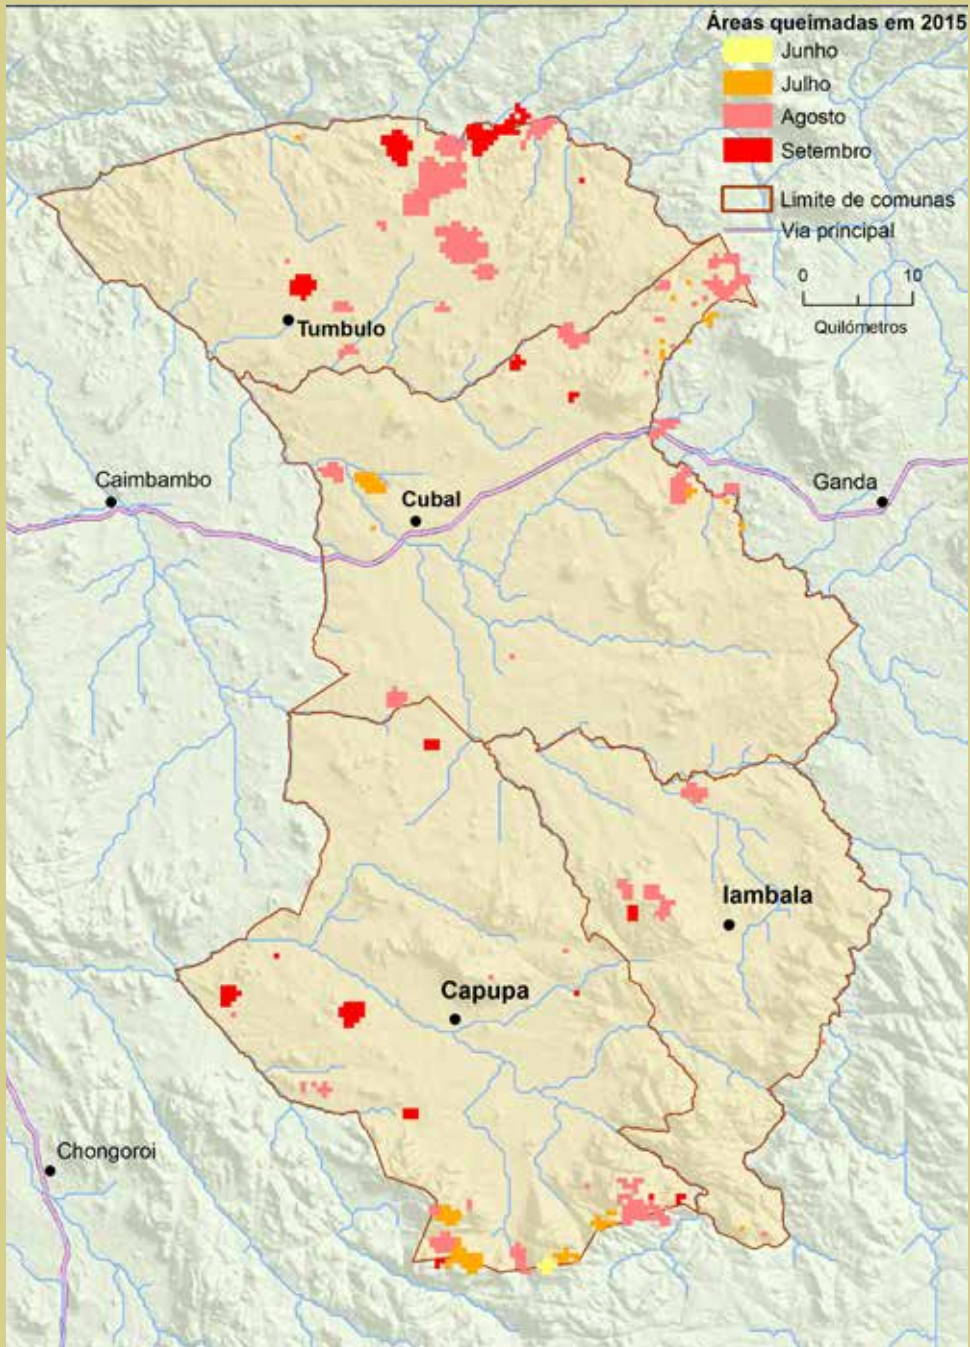 Áreas queimadas em 2015
Junho
Julho
Agosto
Setembro
Limite de comunas
Via principal
0 10
Quilómetros
Tumbulo
Caimbambo
Cubal
Ganda
Iambala
Capupa
Chongoroi